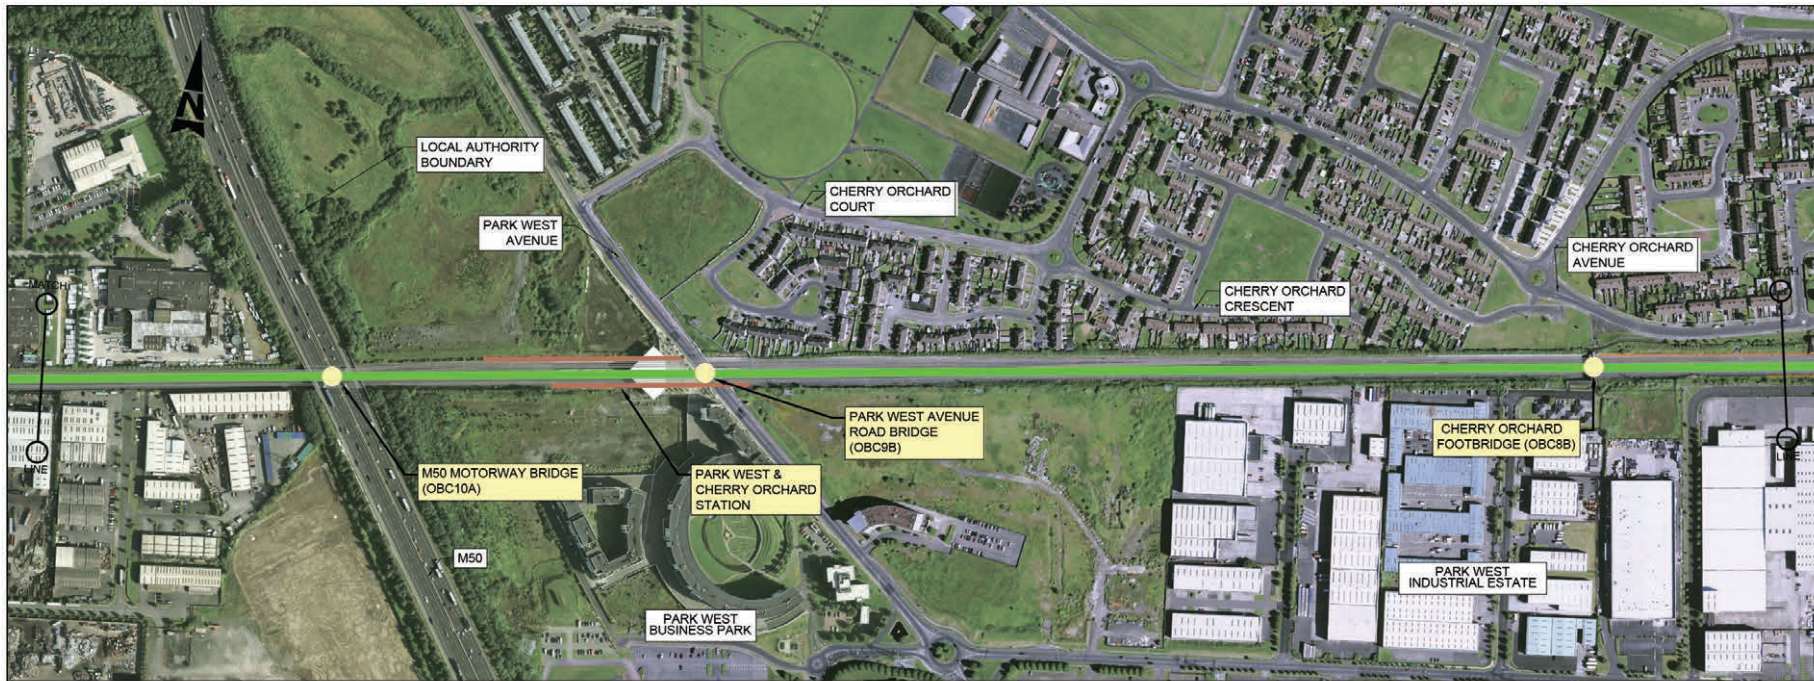 N
LOCAL AUTHORITY
BOUNDARY
PARK WEST
AVENUE
CHERRY ORCHARD
COURT
CHERRY ORCHARD
AVENUE
CHERRY ORCHARD
CRESCENT
MATCH
LINE
MATCH
LINE
M50 MOTORWAY BRIDGE
(OBC10A)
PARK WEST &
CHERRY ORCHARD
STATION
PARK WEST AVENUE
ROAD BRIDGE
(OBC9B)
CHERRY ORCHARD
FOOTBRIDGE (OBC8B)
M50
PARK WEST
INDUSTRIAL ESTATE
PARK WEST
BUSINESS PARK